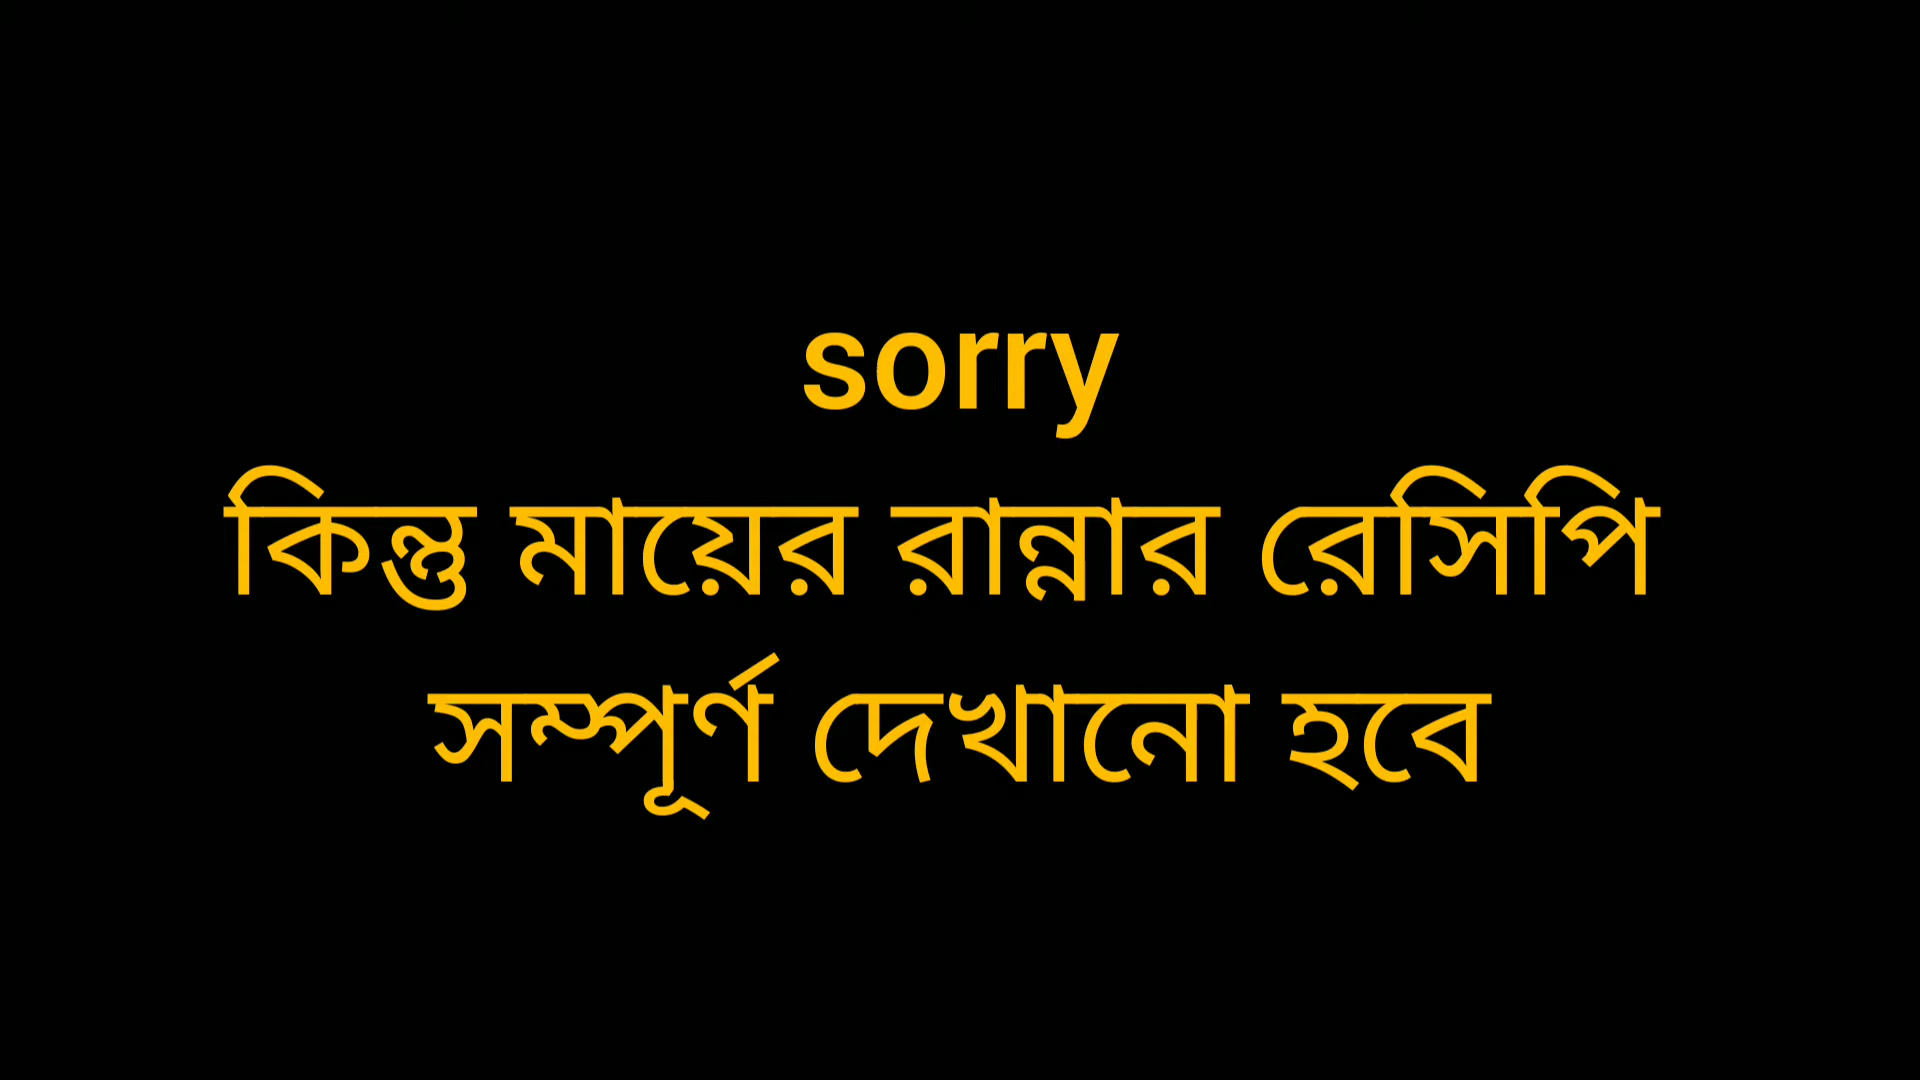 sorry
কিন্তু মায়ের রান্নার রেসিপি
সম্পূর্ণ দেখানো হবে